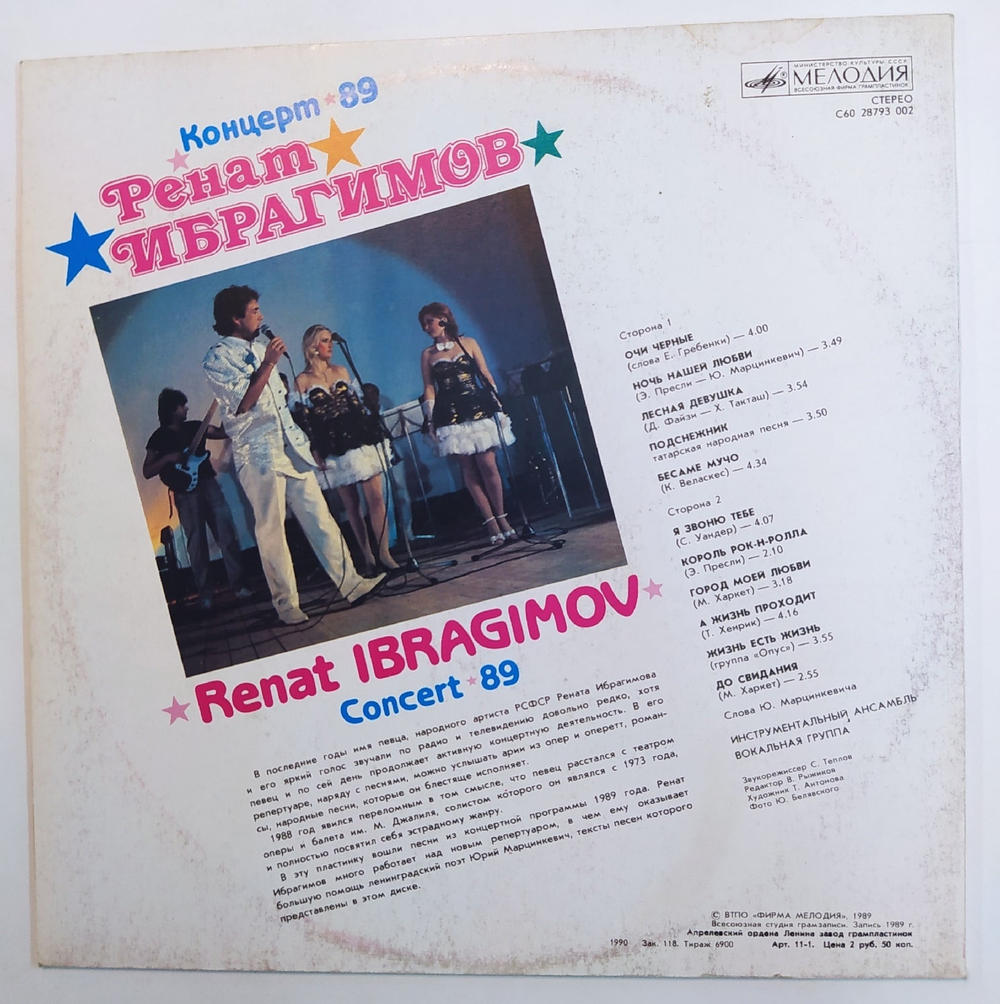 Концерт 89
Ренат
ИБРАГИМОВ
МИНИСТЕРСТВО КУЛЬТУРЫ СССР
МЕЛОДИЯ
ВСЕСОЮЗНАЯ ФИРМА ГРАМПЛАСТИНОК
СТЕРЕО
С60 28793 002
Сторона 1
ОЧИ ЧЕРНЫЕ
(слова Е. Гребенки) — 4.00
НОЧЬ НАШЕЙ ЛЮБВИ
(Э. Пресли — Ю. Марцинкевич) — 3.49
ЛЕСНАЯ ДЕВУШКА
(Д. Файзи — Х. Такташ) — 3.54
ПОДСНЕЖНИК
татарская народная песня — 3.50
БЕСАМЕ МУЧО
(К. Веласкес) — 4.34
Сторона 2
Я ЗВОНЮ ТЕБЕ
(С. Уандер) — 4.07
КОРОЛЬ РОК-Н-РОЛЛА
(Э. Пресли) — 2.10
ГОРОД МОЕЙ ЛЮБВИ
(М. Харкет) — 3.18
А ЖИЗНЬ ПРОХОДИТ
(Т. Хенрик) — 4.16
ЖИЗНЬ ЕСТЬ ЖИЗНЬ
(группа «Опус») — 3.55
ДО СВИДАНИЯ
(М. Харкет) — 2.55
Слова Ю. Марцинкевича
ИНСТРУМЕНТАЛЬНЫЙ АНСАМБЛЬ
ВОКАЛЬНАЯ ГРУППА
Звукорежиссер С. Теплов
Редактор В. Рыжиков
Художник Т. Антонова
Фото Ю. Белявского
Renat IBRAGIMOV
Concert 89
В последние годы имя певца, народного артиста РСФСР Рената Ибрагимова
и его яркий голос звучали по радио и телевидению довольно редко, хотя
певец и по сей день продолжает активную концертную деятельность. В его
репертуаре, наряду с песнями, можно услышать арии из опер и оперетт, роман-
сы, народные песни, которые он блестяще исполняет.
1988 год явился переломным в том смысле, что певец расстался с театром
оперы и балета им. М. Джалиля, солистом которого он являлся с 1973 года,
и полностью посвятил себя эстрадному жанру.
В эту пластинку вошли песни из концертной программы 1989 года. Ренат
Ибрагимов много работает над новым репертуаром, в чем ему оказывает
большую помощь ленинградский поэт Юрий Марцинкевич, тексты песен которого
представлены в этом диске.
© ВТПО «ФИРМА МЕЛОДИЯ», 1989
Всесоюзная студия грамзаписи. Запись 1989 г.
Апрелевский ордена Ленина завод грампластинок
1990 Зак. 118. Тираж 6900 Арт. 11-1. Цена 2 руб. 50 коп.